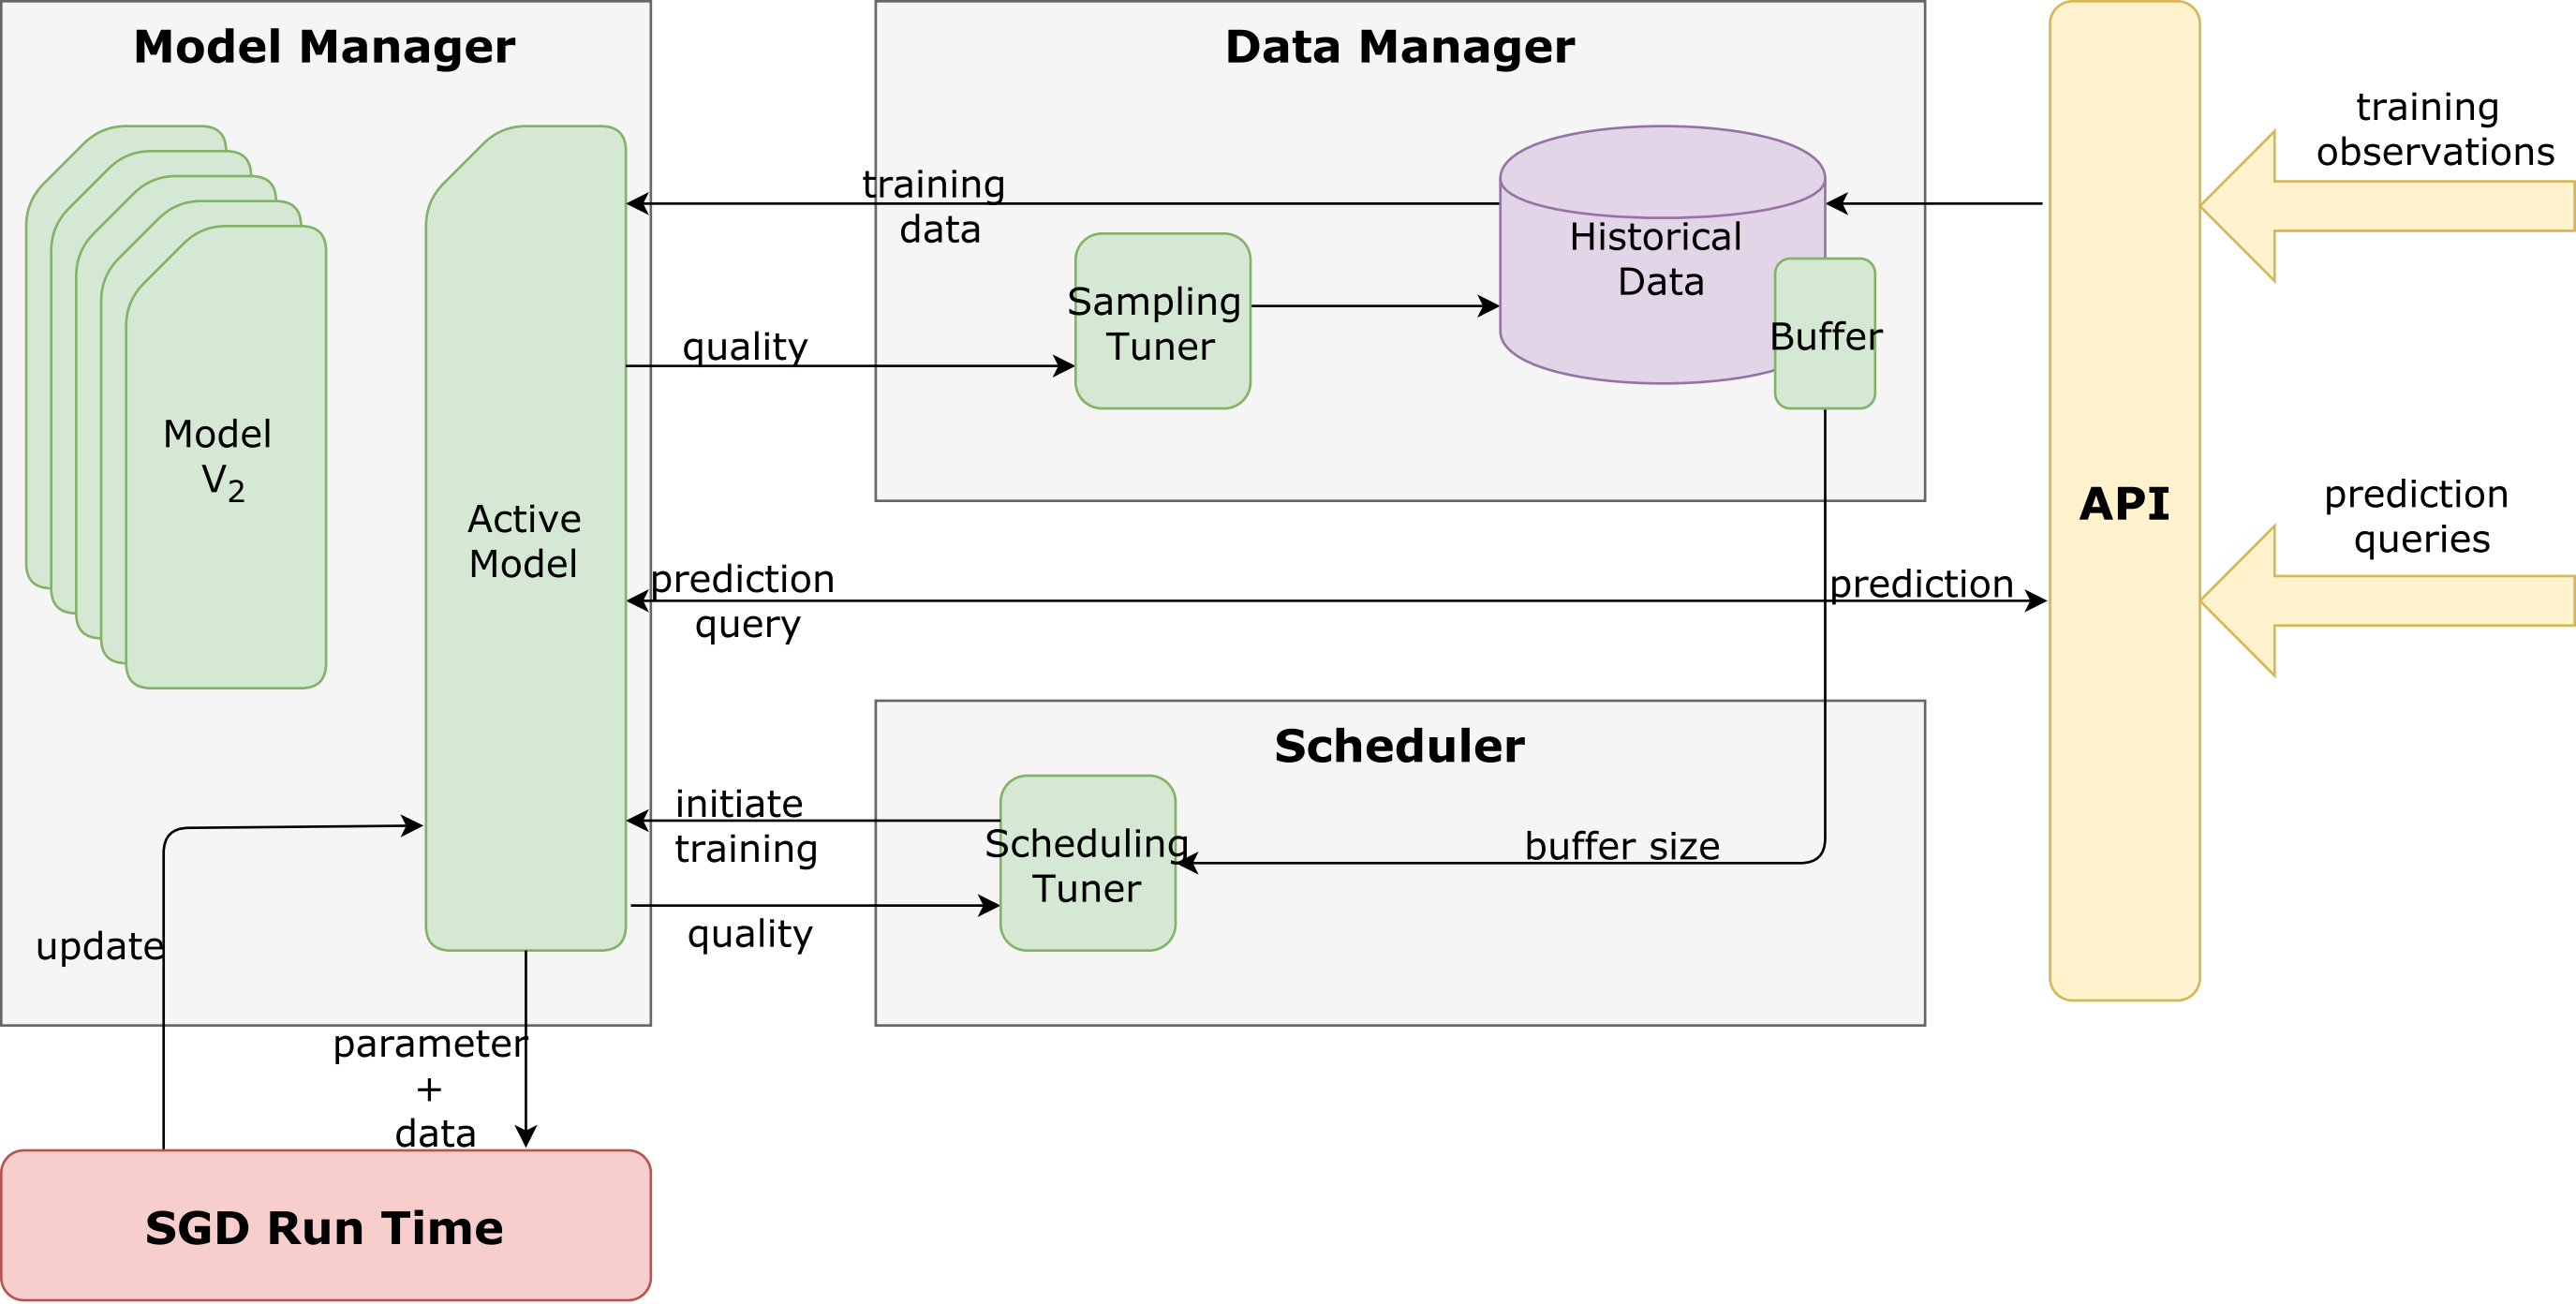 Model Manager
Data Manager
training
observations
training
data
Historical
Data
Sampling
Tuner
Buffer
quality
Model
V2
Active
Model
API
prediction
queries
prediction
query
prediction
Scheduler
initiate
training
Scheduling
Tuner
buffer size
quality
update
parameter
+
data
SGD Run Time